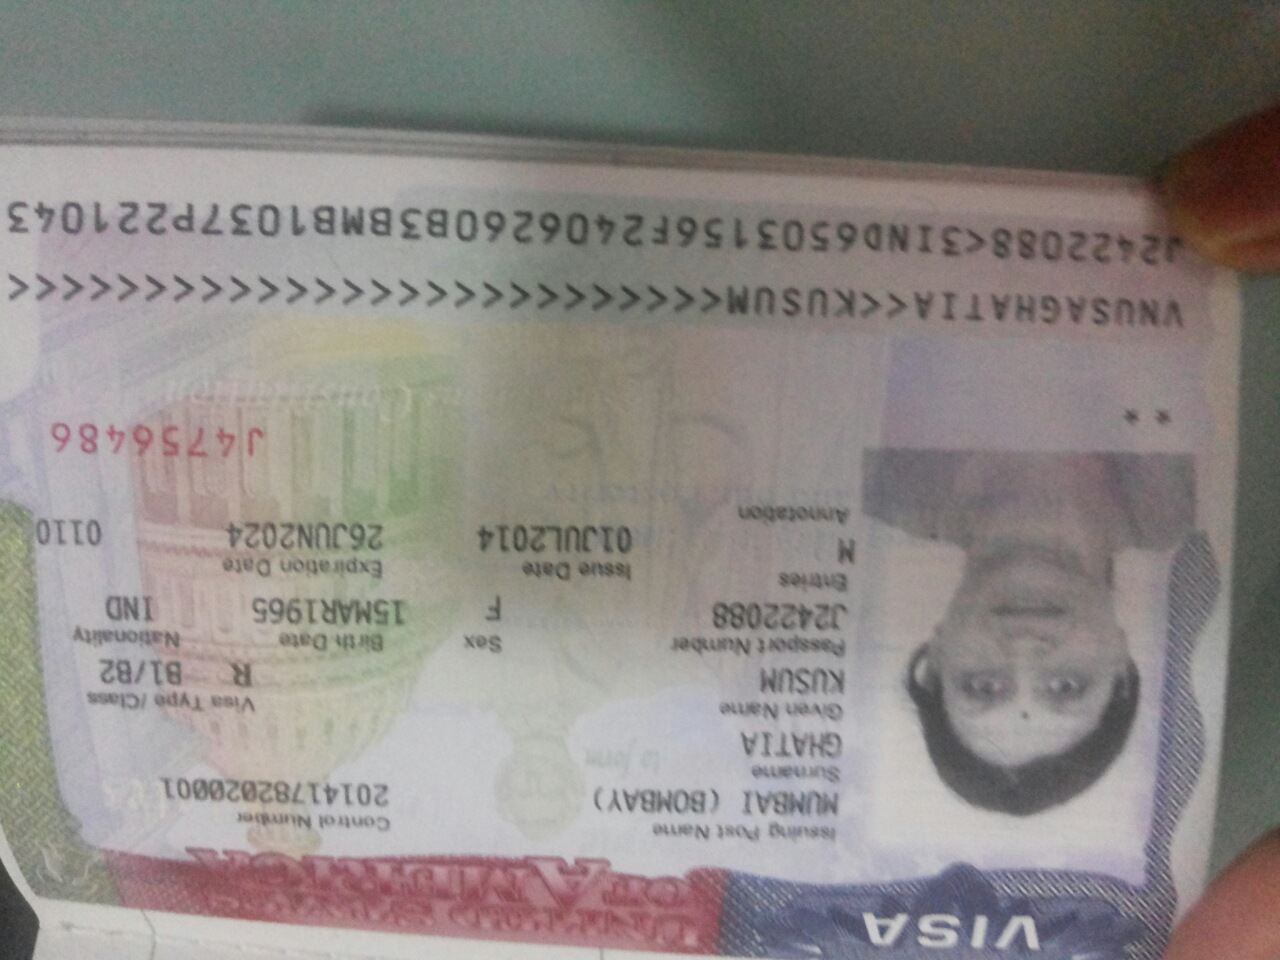 VISA
UNITED STATES
OF AMERICA
Issuing Post Name
MUMBAI (BOMBAY)
Control Number
20141782020001
Surname
GHATIA
Given Name
KUSUM
Visa Type /Class
R B1/B2
Passport Number
J2422088
Sex
F
Birth Date
15MAR1965
Nationality
IND
Entries
M
Issue Date
01JUL2014
Expiration Date
26JUN2024
0110
Annotation
J4756486
**
VNUSAGHATIA<<KUSUM<<<<<<<<<<<<<<<<<<<<<<<<<<
J2422088<3IND6503156F2406260B3BMB1037P221043